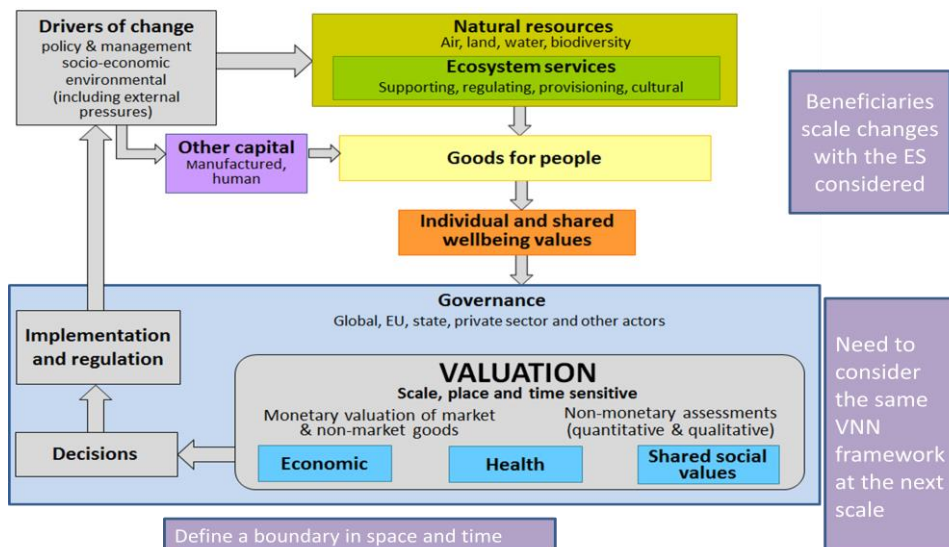 Drivers of change
policy & management
socio-economic
environmental
(including external
pressures)
Natural resources
Air, land, water, biodiversity
Ecosystem services
Supporting, regulating, provisioning, cultural
Other capital
Manufactured,
human
Goods for people
Individual and shared
wellbeing values
Beneficiaries
scale changes
with the ES
considered
Governance
Global, EU, state, private sector and other actors
Implementation
and regulation
Decisions
VALUATION
Scale, place and time sensitive
Monetary valuation of market
& non-market goods
Non-monetary assessments
(quantitative & qualitative)
Economic
Health
Shared social
values
Need to
consider
the same
VNN
framework
at the next
scale
Define a boundary in space and time